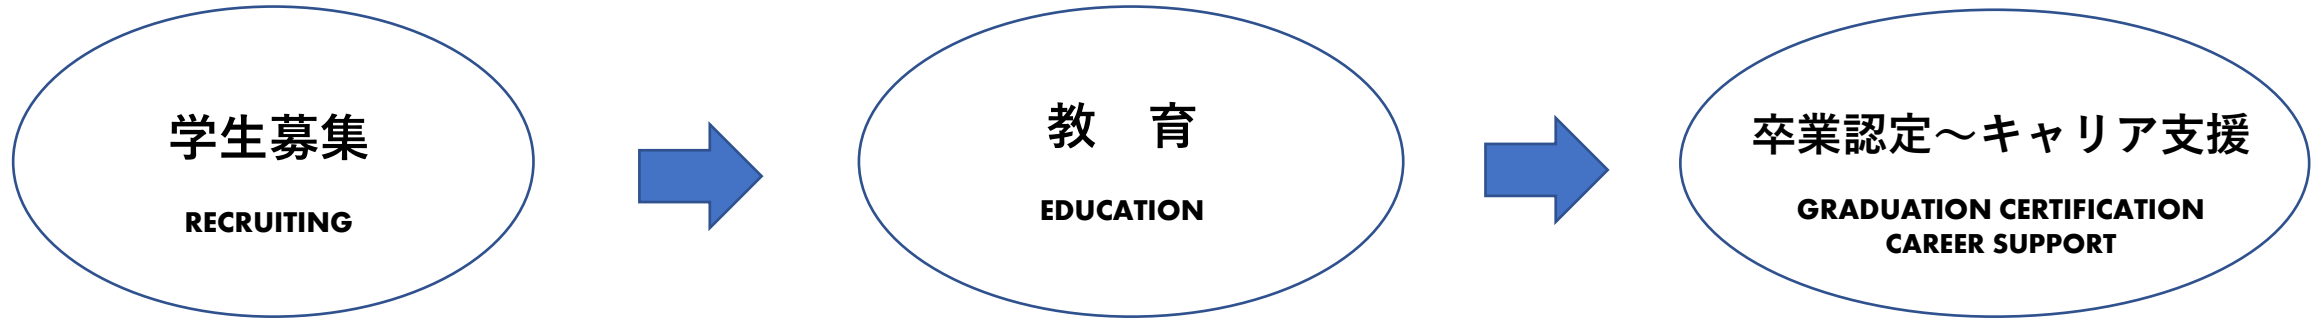 学生募集
RECRUITING
教　育
EDUCATION
卒業認定～キャリア支援
GRADUATION CERTIFICATION
CAREER SUPPORT